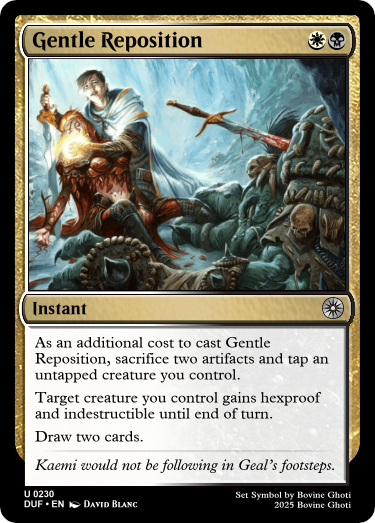 Gentle Reposition
Instant
As an additional cost to cast Gentle
Reposition, sacrifice two artifacts and tap an
untapped creature you control.
Target creature you control gains hexproof
and indestructible until end of turn.
Draw two cards.
Kaemi would not be following in Geal's footsteps.
U 0230
DUF • EN DAVID BLANC
Set Symbol by Bovine Ghoti
2025 Bovine Ghoti